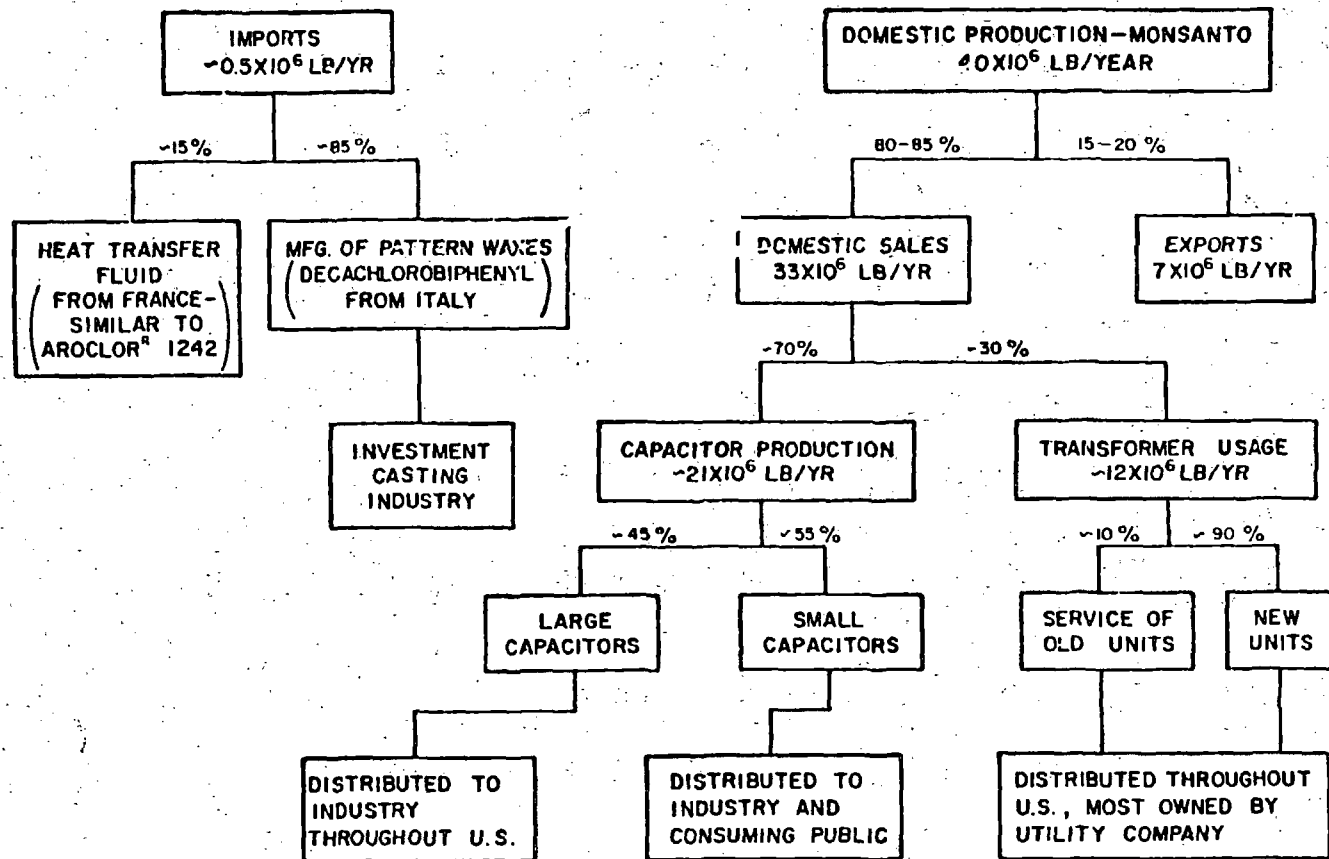 IMPORTS
~0.5X10⁶ LB/YR
DOMESTIC PRODUCTION—MONSANTO
40X10⁶ LB/YEAR
~15%
~85%
80-85%
15-20%
HEAT TRANSFER
FLUID
(FROM FRANCE-
SIMILAR TO
AROCLORᴿ 1242)
MFG. OF PATTERN WAXES
(DECACHLOROBIPHENYL
FROM ITALY)
DOMESTIC SALES
33X10⁶ LB/YR
EXPORTS
7X10⁶ LB/YR
~70%
~30%
INVESTMENT
CASTING
INDUSTRY
CAPACITOR PRODUCTION
~21X10⁶ LB/YR
TRANSFORMER USAGE
~12X10⁶ LB/YR
~45%
~55%
~10%
~90%
LARGE
CAPACITORS
SMALL
CAPACITORS
SERVICE OF
OLD UNITS
NEW
UNITS
DISTRIBUTED TO
INDUSTRY
THROUGHOUT U.S.
DISTRIBUTED TO
INDUSTRY AND
CONSUMING PUBLIC
DISTRIBUTED THROUGHOUT
U.S., MOST OWNED BY
UTILITY COMPANY